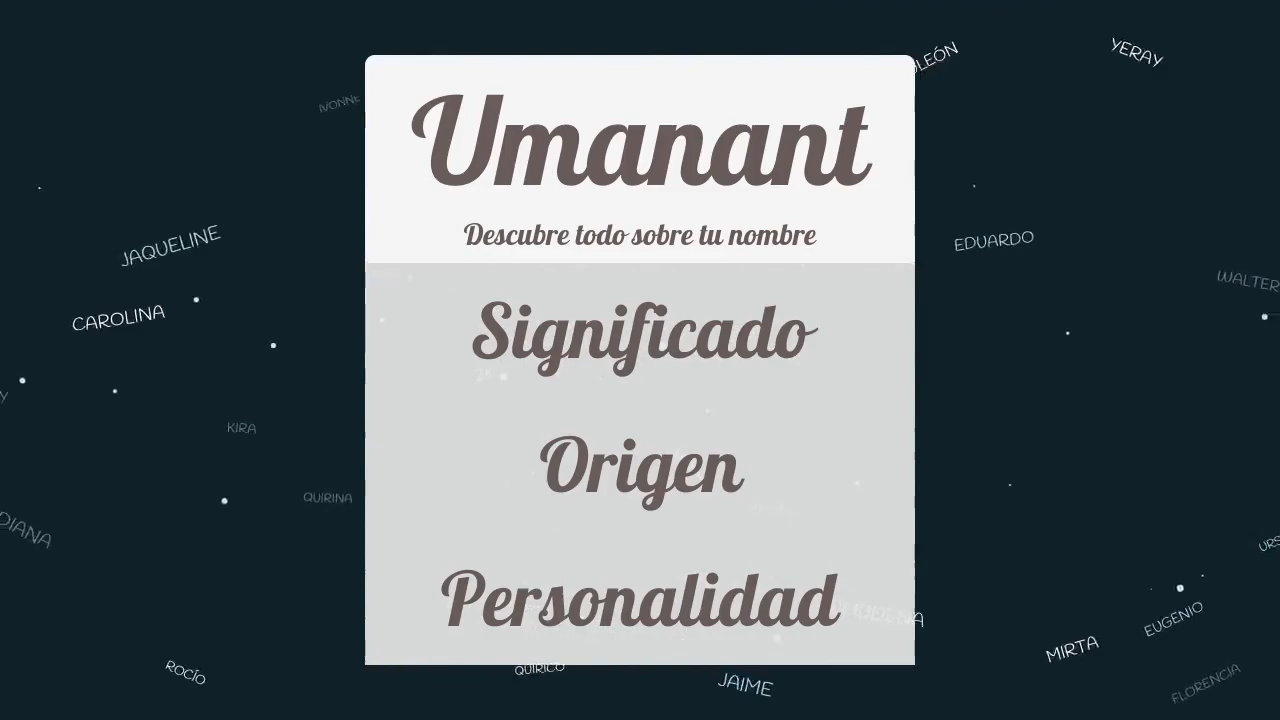 YERAY
IVONNE
Umanant
Descubre todo sobre tu nombre
JAQUELINE
EDUARDO
WALTER
CAROLINA
Significado
KIRA
Origen
QUIRINA
DIANA
Personalidad
EUGENIO
MIRTA
ROCÍO
QUIRICO
JAIME
FLORENCIA